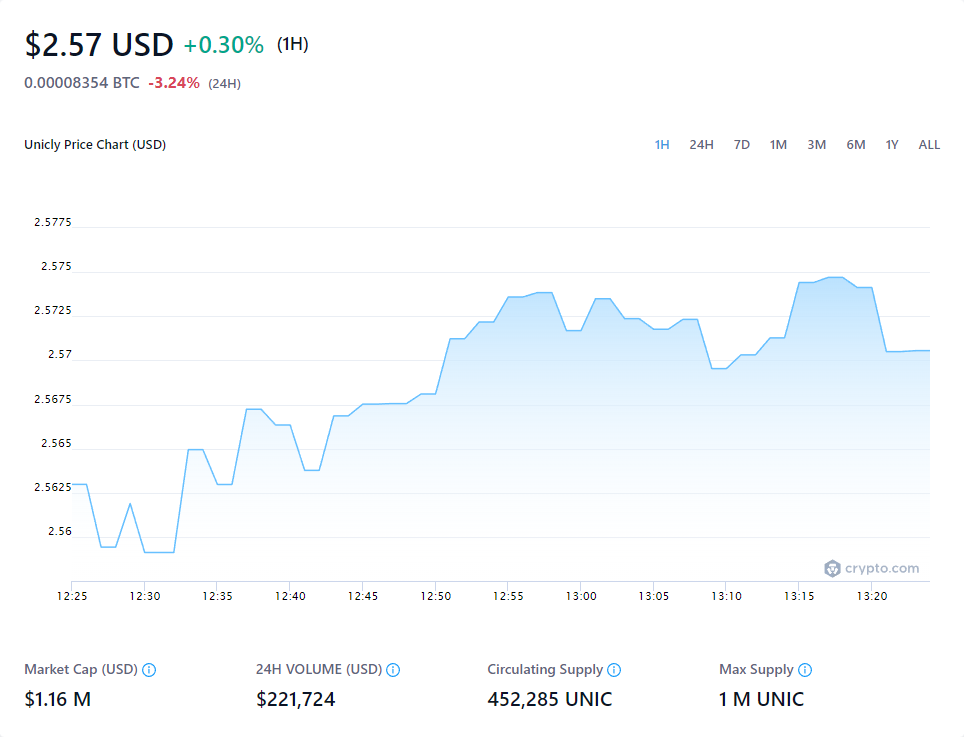 $2.57 USD +0.30% (1H)
0.00008354 BTC -3.24% (24H)
Unicly Price Chart (USD) 1H 24H 7D 1M 3M 6M 1Y ALL
2.5775
2.575
2.5725
2.57
2.5675
2.565
2.5625
2.56
crypto.com
12:25 12:30 12:35 12:40 12:45 12:50 12:55 13:00 13:05 13:10 13:15 13:20
Market Cap (USD) 24H VOLUME (USD) Circulating Supply Max Supply
$1.16 M $221,724 452,285 UNIC 1 M UNIC